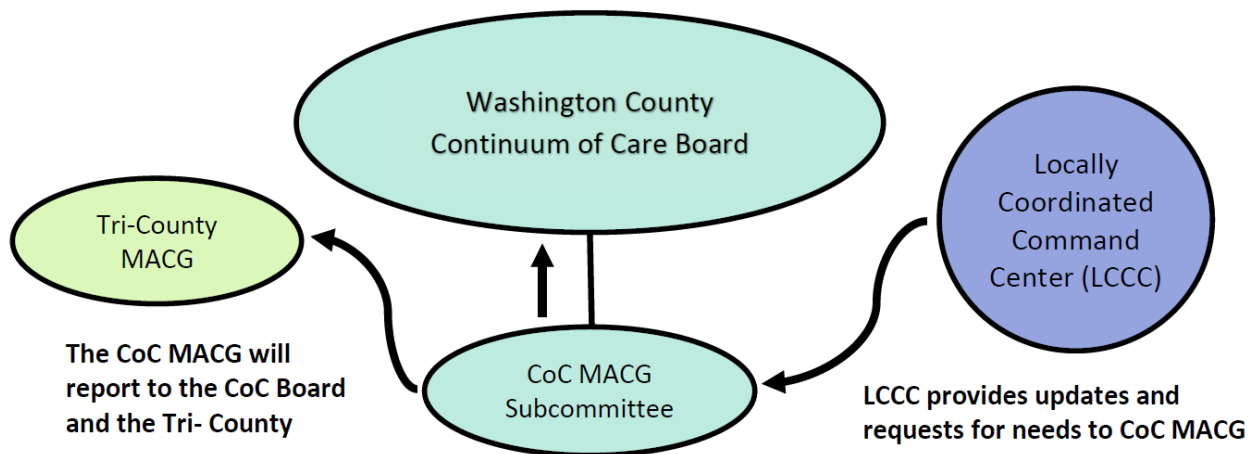 Washington County
Continuum of Care Board
Locally
Coordinated
Command
Center (LCCC)
Tri-County
MACG
The CoC MACG will
report to the CoC Board
and the Tri- County
CoC MACG
Subcommittee
LCCC provides updates and
requests for needs to CoC MACG